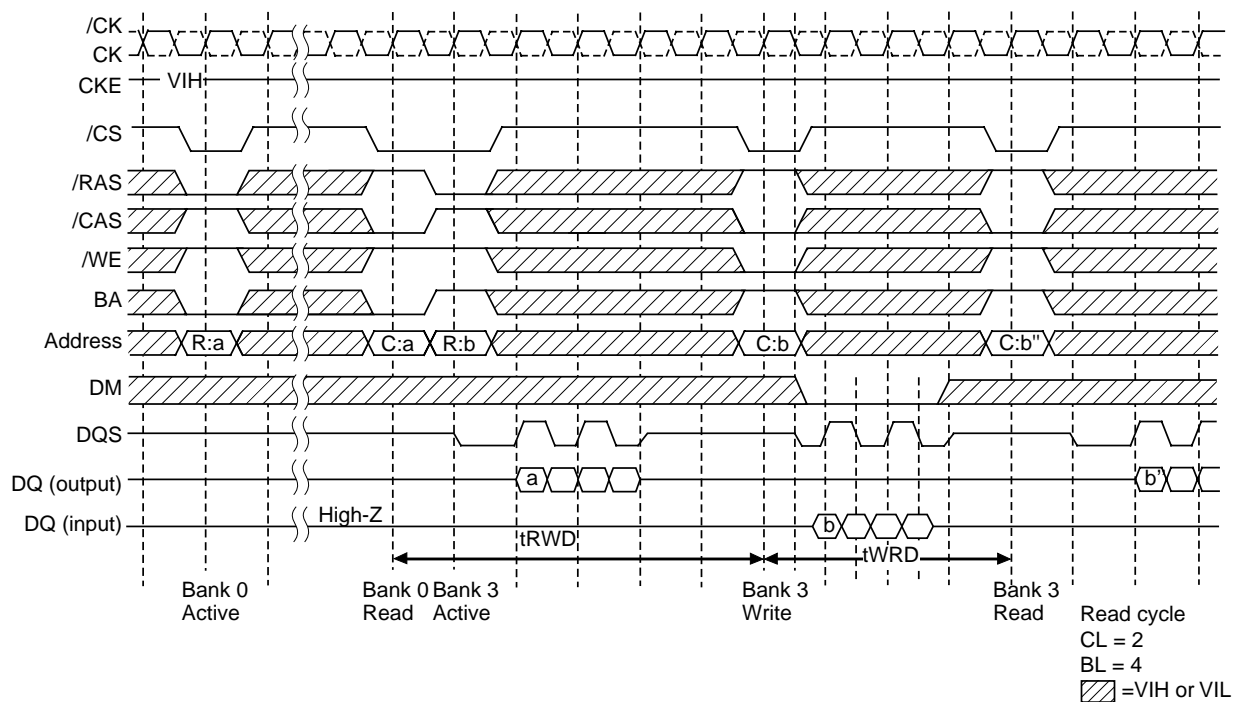 /CK
CK
CKE VIH
/CS
/RAS
/CAS
/WE
BA
Address R:a C:a R:b C:b C:b"
DM
DQS
DQ (output) a b'
DQ (input) High-Z b
tRWD tWRD
Bank 0 Bank 0 Bank 3 Bank 3 Bank 3
Active Read Active Write Read
Read cycle
CL = 2
BL = 4
=VIH or VIL